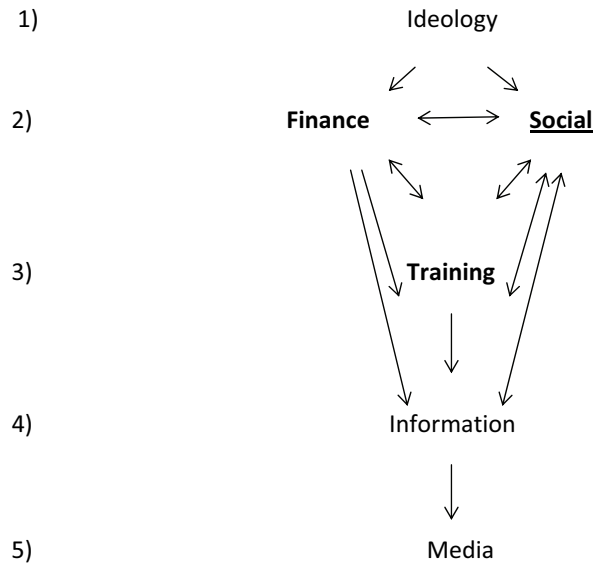 1) Ideology
2) Finance Social
3) Training
4) Information
5) Media